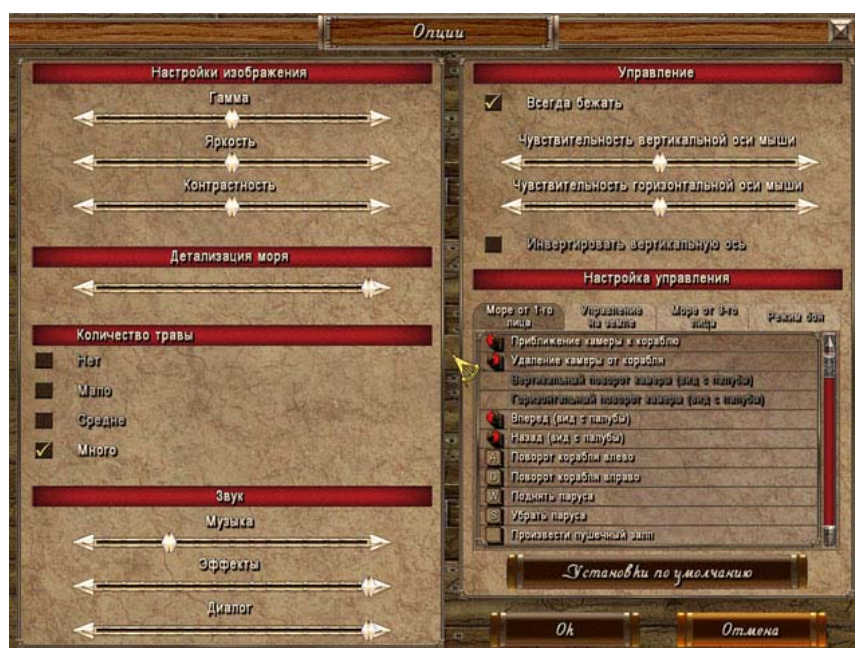 Опции
Настройки изображения
Гамма
Яркость
Контрастность
Детализация моря
Количество травы
Нет
Мало
Средне
Много
Звук
Музыка
Эффекты
Диалог
Управление
Всегда бежать
Чувствительность вертикальной оси мыши
Чувствительность горизонтальной оси мыши
Инвертировать вертикальную ось
Настройка управления
Море от 1-го
лица
Управление
на земле
Море от 3-го
лица
Режим боя
Приближение камеры к кораблю
Удаление камеры от корабля
Вертикальный поворот камеры (вид с палубы)
Горизонтальный поворот камеры (вид с палубы)
Вперед (вид с палубы)
Назад (вид с палубы)
A Поворот корабля влево
D Поворот корабля вправо
W Поднять паруса
S Убрать паруса
Произвести пушечный залп
Установки по умолчанию
Ok
Отмена